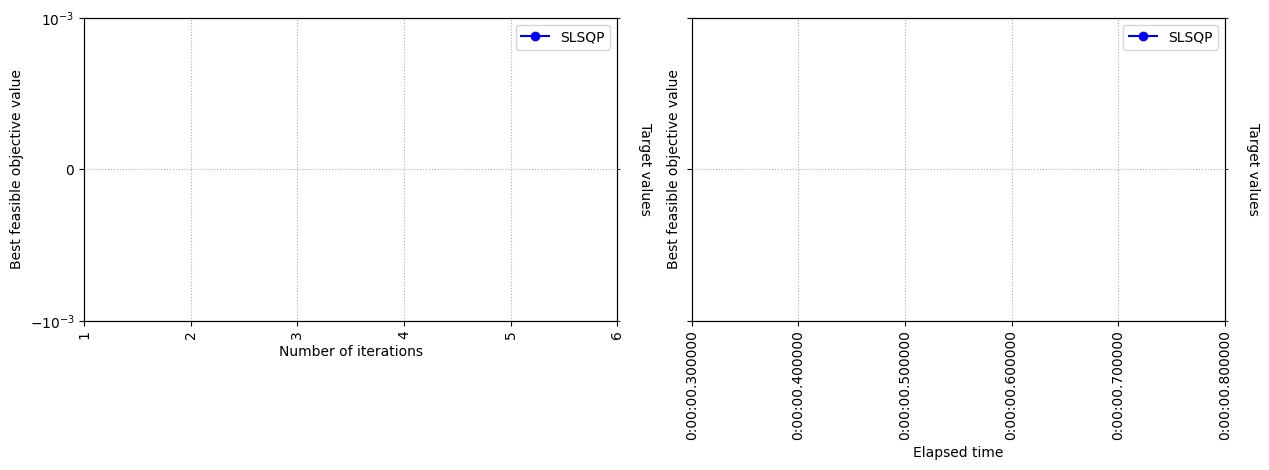 10⁻³
0
−10⁻³
Best feasible objective value
SLSQP
1
2
3
4
5
6
Number of iterations
Target values
Best feasible objective value
SLSQP
0:00:00.300000
0:00:00.400000
0:00:00.500000
0:00:00.600000
0:00:00.700000
0:00:00.800000
Elapsed time
Target values